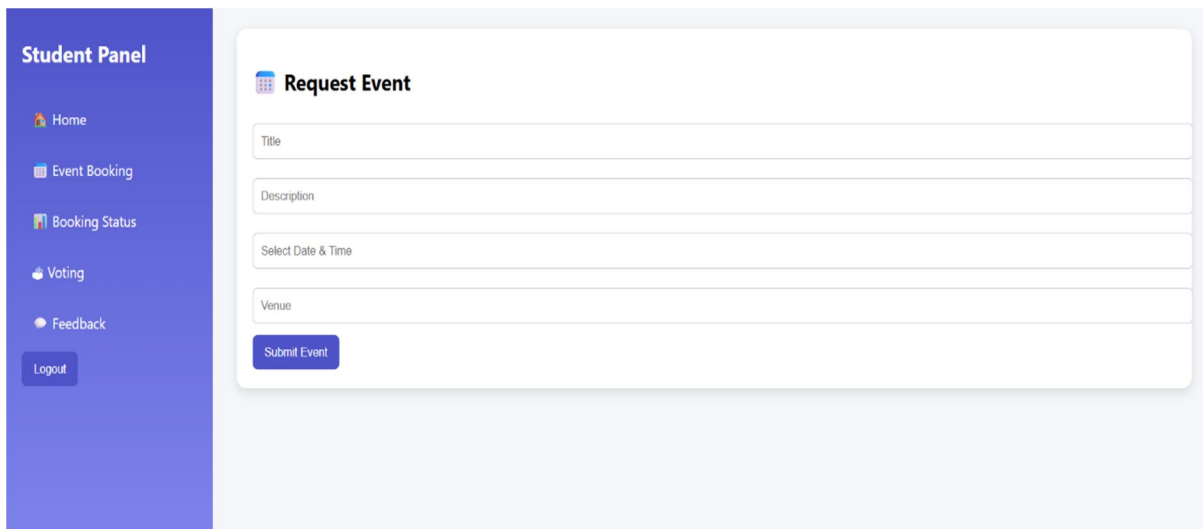 Student Panel
Home
Event Booking
Booking Status
Voting
Feedback
Logout
Request Event
Title
Description
Select Date & Time
Venue
Submit Event